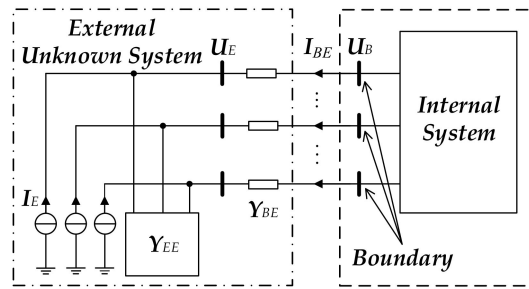 External
Unknown System
U_E
I_BE
U_B
Internal
System
I_E
Y_BE
Y_EE
Boundary